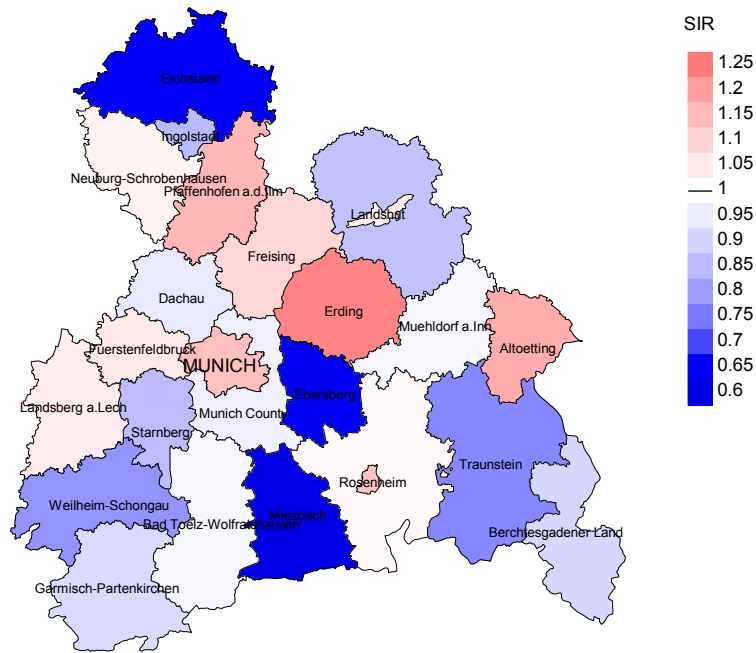 SIR
1.25
1.2
1.15
1.1
1.05
1
0.95
0.9
0.85
0.8
0.75
0.7
0.65
0.6
Eichstaett
Ingolstadt
Neuburg-Schrobenhausen
Pfaffenhofen a.d.Ilm
Landshut
Freising
Dachau
Erding
Muehldorf a.Inn
Altoetting
Fuerstenfeldbruck
MUNICH
Ebersberg
Landsberg a.Lech
Munich County
Starnberg
Traunstein
Rosenheim
Weilheim-Schongau
Miesbach
Bad Toelz-Wolfratshausen
Berchtesgadener Land
Garmisch-Partenkirchen